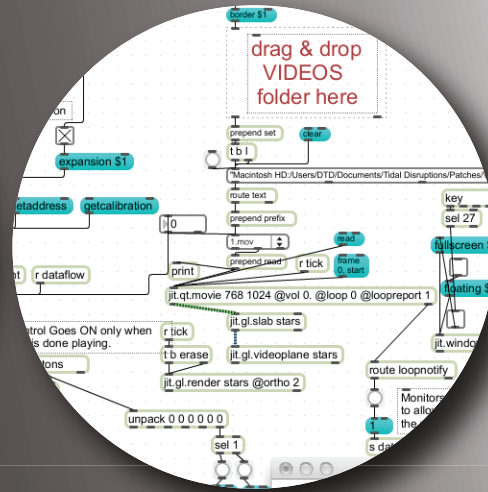 border $1
drag & drop
VIDEOS
folder here
on
prepend set
clear
t b l
expansion $1
"Macintosh HD:/Users/DTD/Documents/Tidal Disruptions/Patches/
route text
key
etaddress
getcalibration
prepend prefix
sel 27
0
1.mov
read
fullscreen $
prepend read
r tick
frame
0, start
nt
r dataflow
print
floating $
jit.qt.movie 768 1024 @vol 0. @loop 0 @loopreport 1
jit.gl.slab stars
ntrol Goes ON only when
is done playing.
r tick
jit.window
tons
t b erase
jit.gl.videoplane stars
route loopnotify
jit.gl.render stars @ortho 2
Monitors
to allow
the
unpack 0 0 0 0 0 0
1
sel 1
s dat